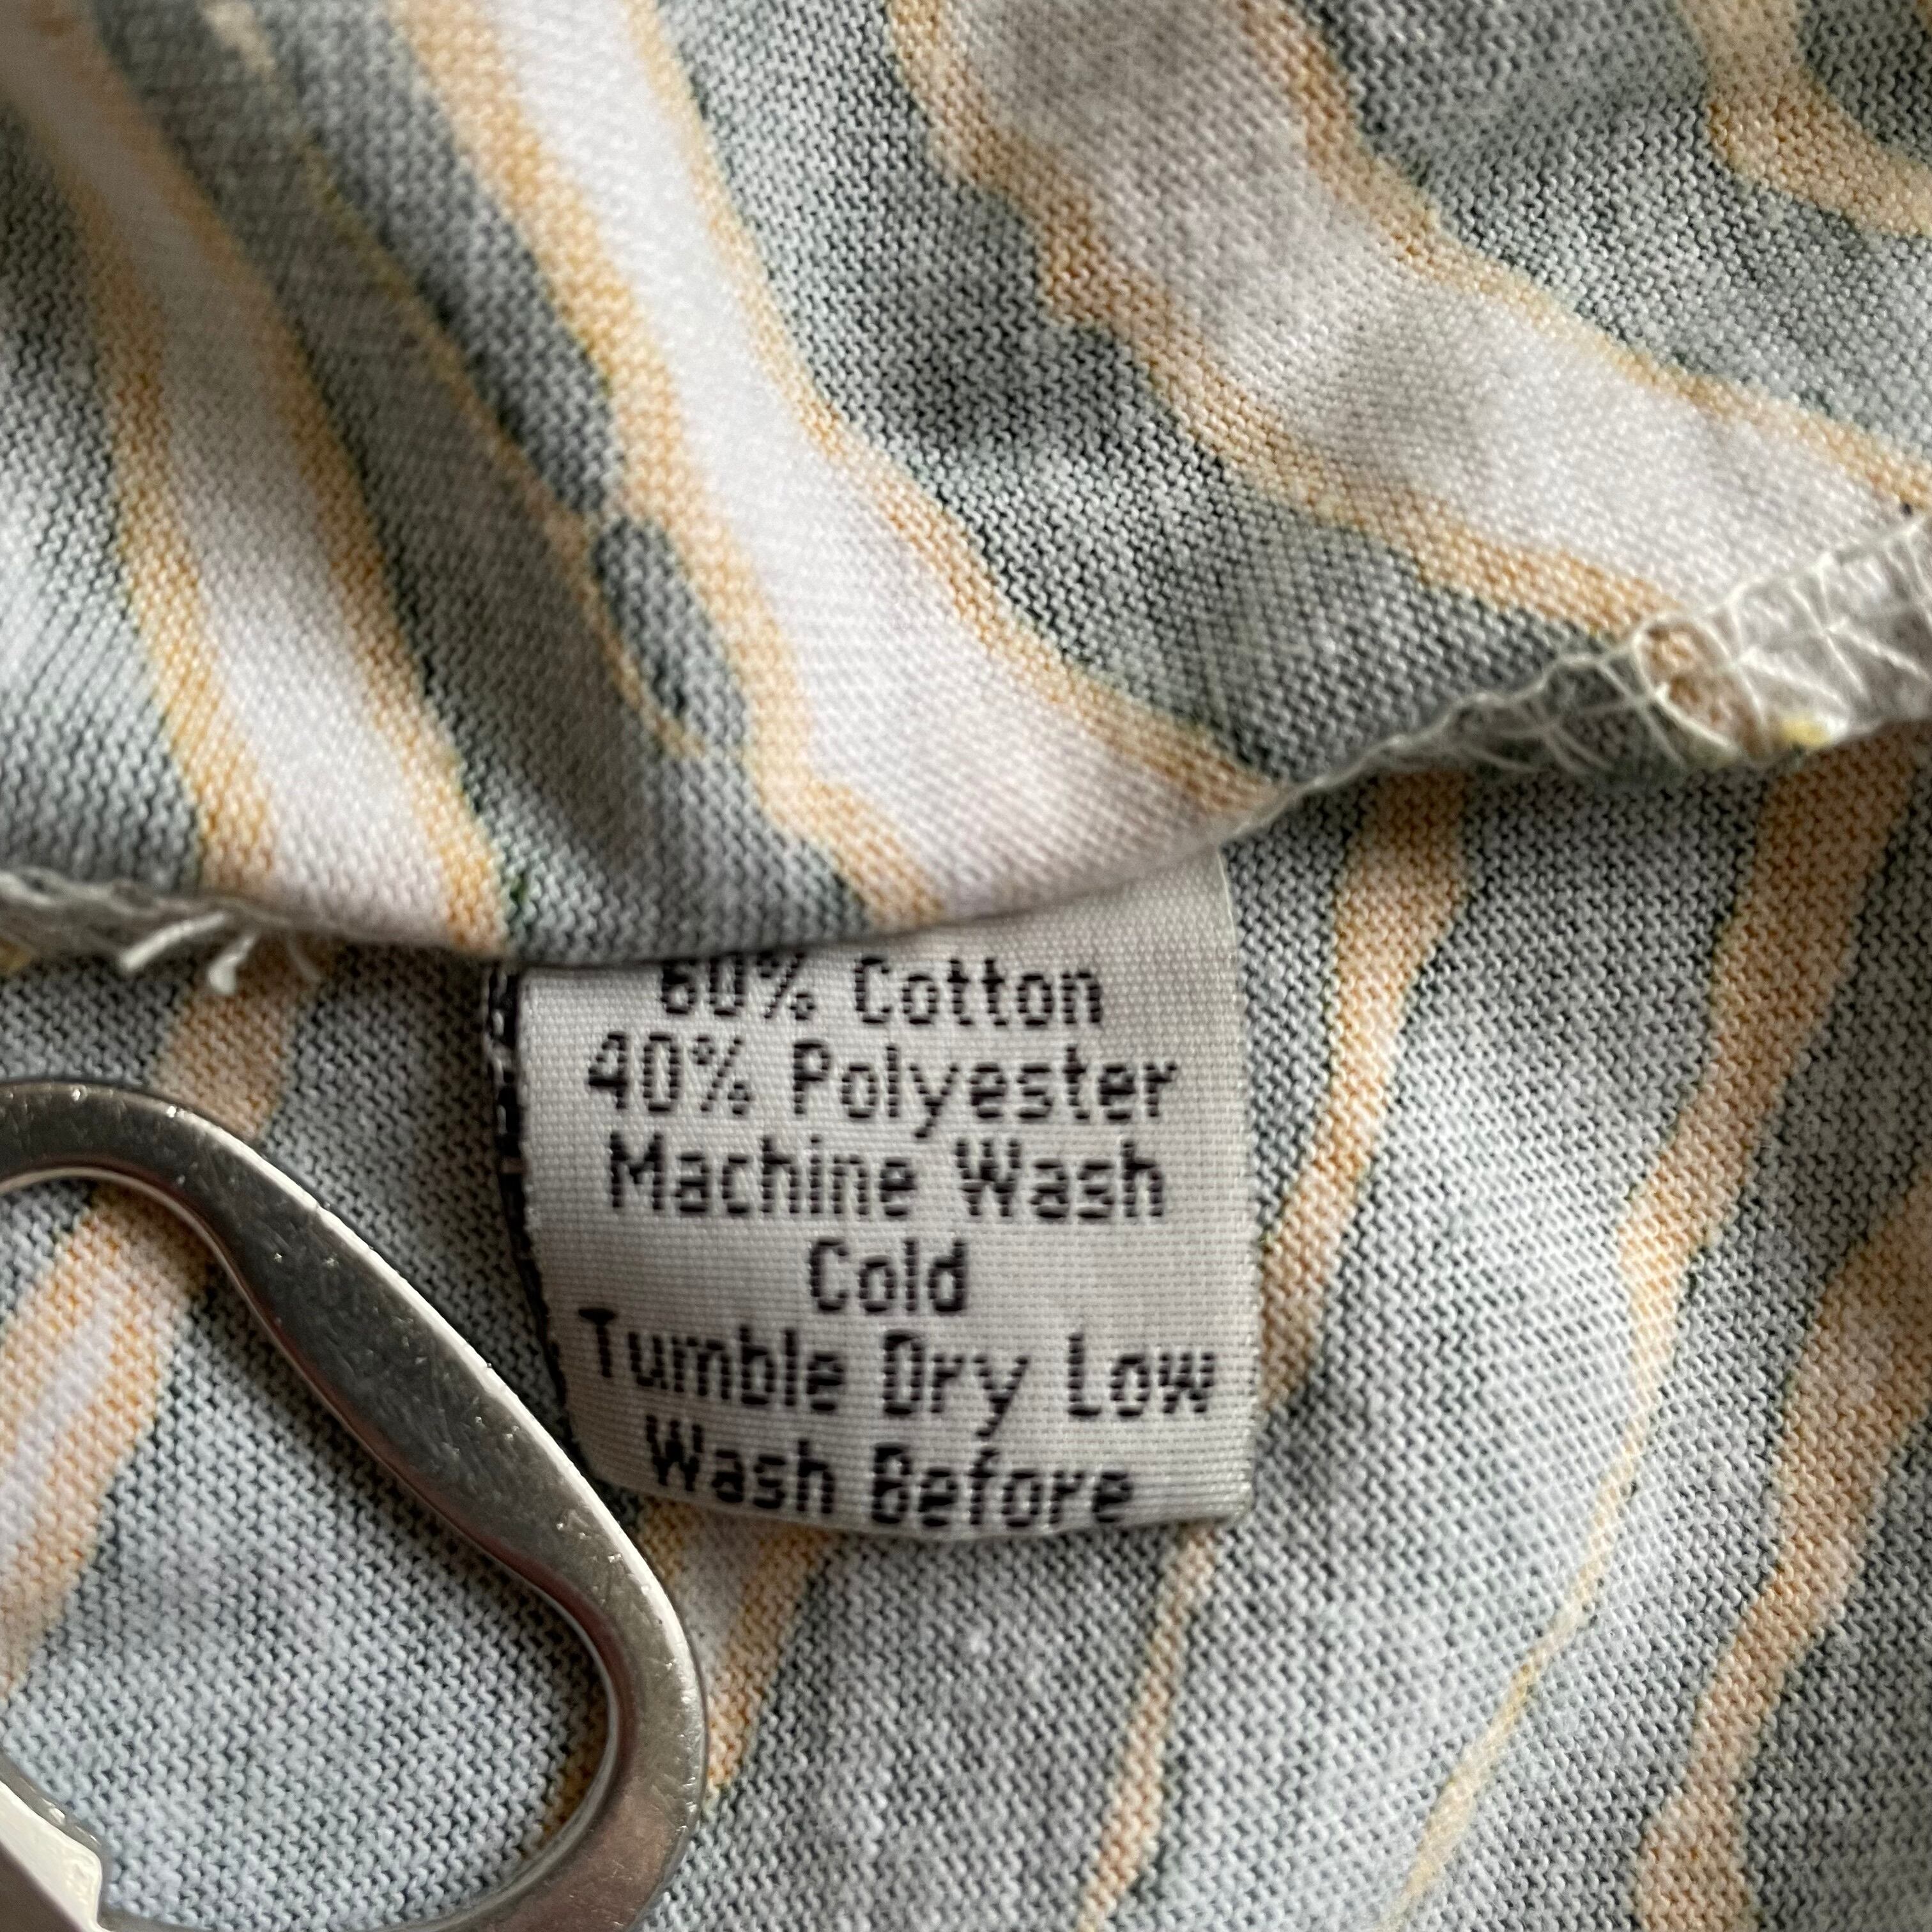 60% Cotton
40% Polyester
Machine Wash
Cold
Tumble Dry Low
Wash Before